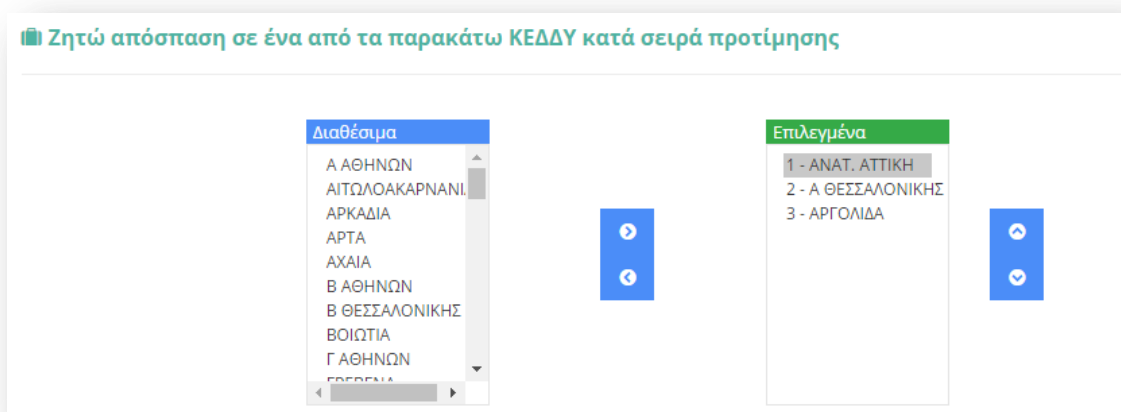 Ζητώ απόσπαση σε ένα από τα παρακάτω ΚΕΔΔΥ κατά σειρά προτίμησης
Διαθέσιμα
Α ΑΘΗΝΩΝ
ΑΙΤΩΛΟΑΚΑΡΝΑΝΙ
ΑΡΚΑΔΙΑ
ΑΡΤΑ
ΑΧΑΙΑ
Β ΑΘΗΝΩΝ
Β ΘΕΣΣΑΛΟΝΙΚΗΣ
ΒΟΙΩΤΙΑ
Γ ΑΘΗΝΩΝ
Επιλεγμένα
1 - ΑΝΑΤ. ΑΤΤΙΚΗ
2 - Α ΘΕΣΣΑΛΟΝΙΚΗΣ
3 - ΑΡΓΟΛΙΔΑ